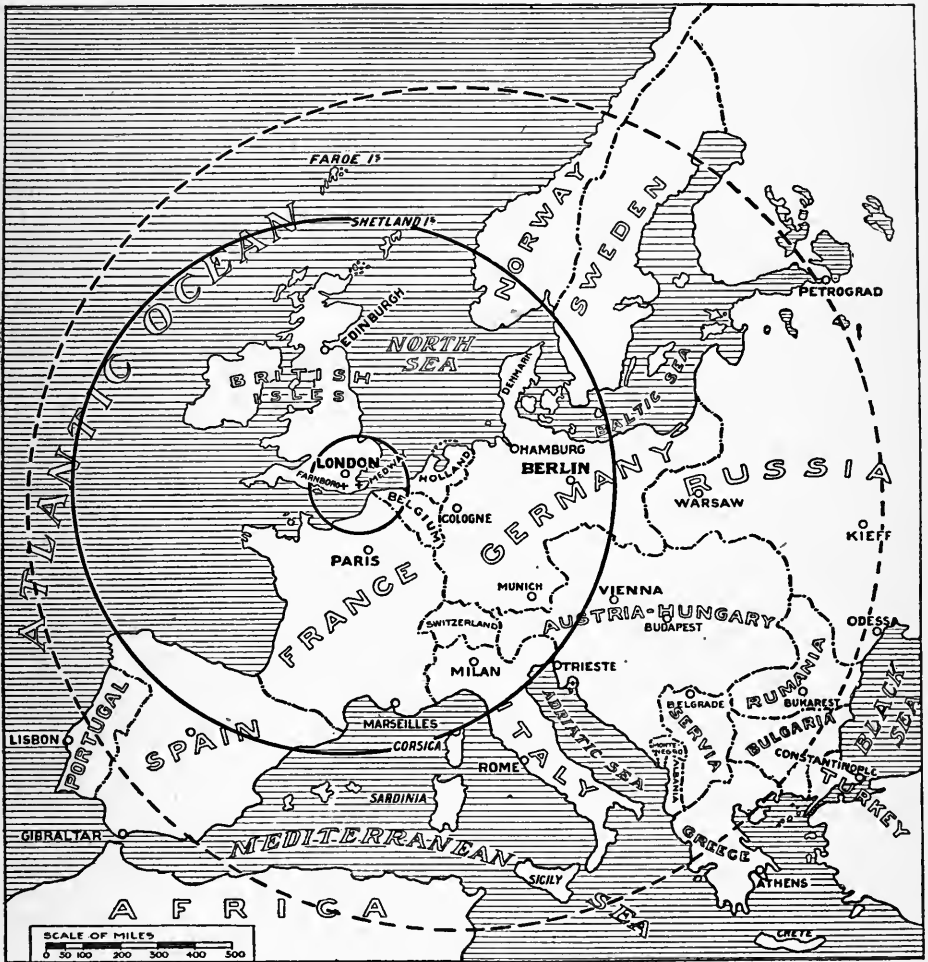 FAROE Is
SHETLAND Is
ATLANTIC OCEAN
NORWAY
SWEDEN
PETROGRAD
EDINBURGH
NORTH
SEA
DENMARK
BALTIC SEA
BRITISH
ISLES
HAMBURG
BERLIN
RUSSIA
LONDON
FARNBORO
MEDWAY
HOLLAND
BELGIUM
COLOGNE
GERMANY
WARSAW
KIEFF
PARIS
FRANCE
MUNICH
VIENNA
AUSTRIA-HUNGARY
BUDAPEST
ODESSA
SWITZERLAND
MILAN
TRIESTE
RUMANIA
BUKAREST
BELGRADE
SERVIA
BULGARIA
BLACK
SEA
PORTUGAL
LISBON
SPAIN
MARSEILLES
CORSICA
ITALY
ADRIATIC SEA
MONTE-
NEGRO
ALBANIA
CONSTANTINOPLE
TURKEY
ROME
SARDINIA
GIBRALTAR
MEDITERRANEAN
SEA
GREECE
SICILY
ATHENS
AFRICA
CRETE
SCALE OF MILES
0 50 100 200 300 400 500